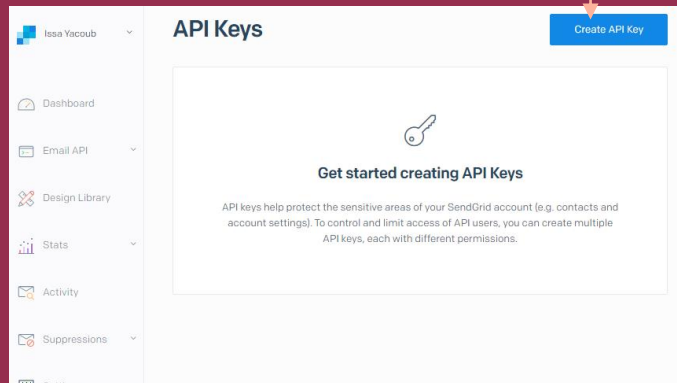 Issa Yacoub
API Keys
Create API Key
Dashboard
Email API
Design Library
Stats
Activity
Suppressions
Get started creating API Keys
API keys help protect the sensitive areas of your SendGrid account (e.g. contacts and
account settings). To control and limit access of API users, you can create multiple
API keys, each with different permissions.